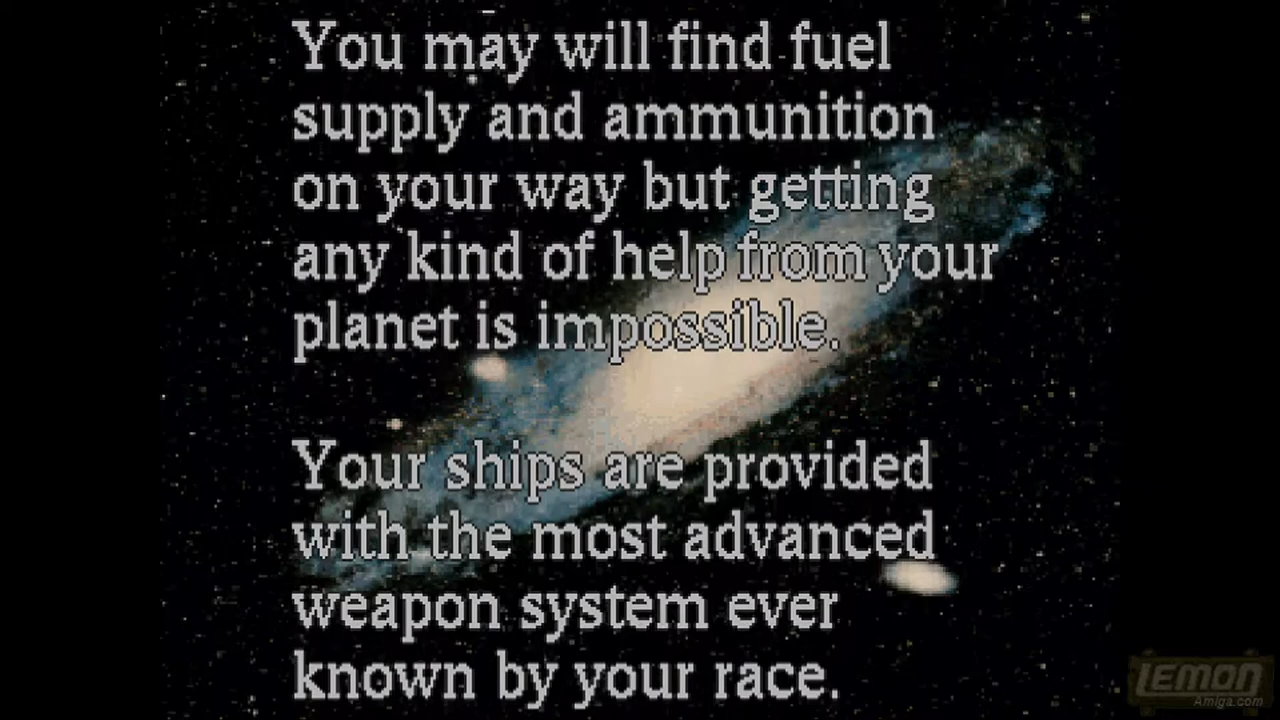 You may will find fuel
supply and ammunition
on your way but getting
any kind of help from your
planet is impossible.
Your ships are provided
with the most advanced
weapon system ever
known by your race.
LEMON
Amiga.com